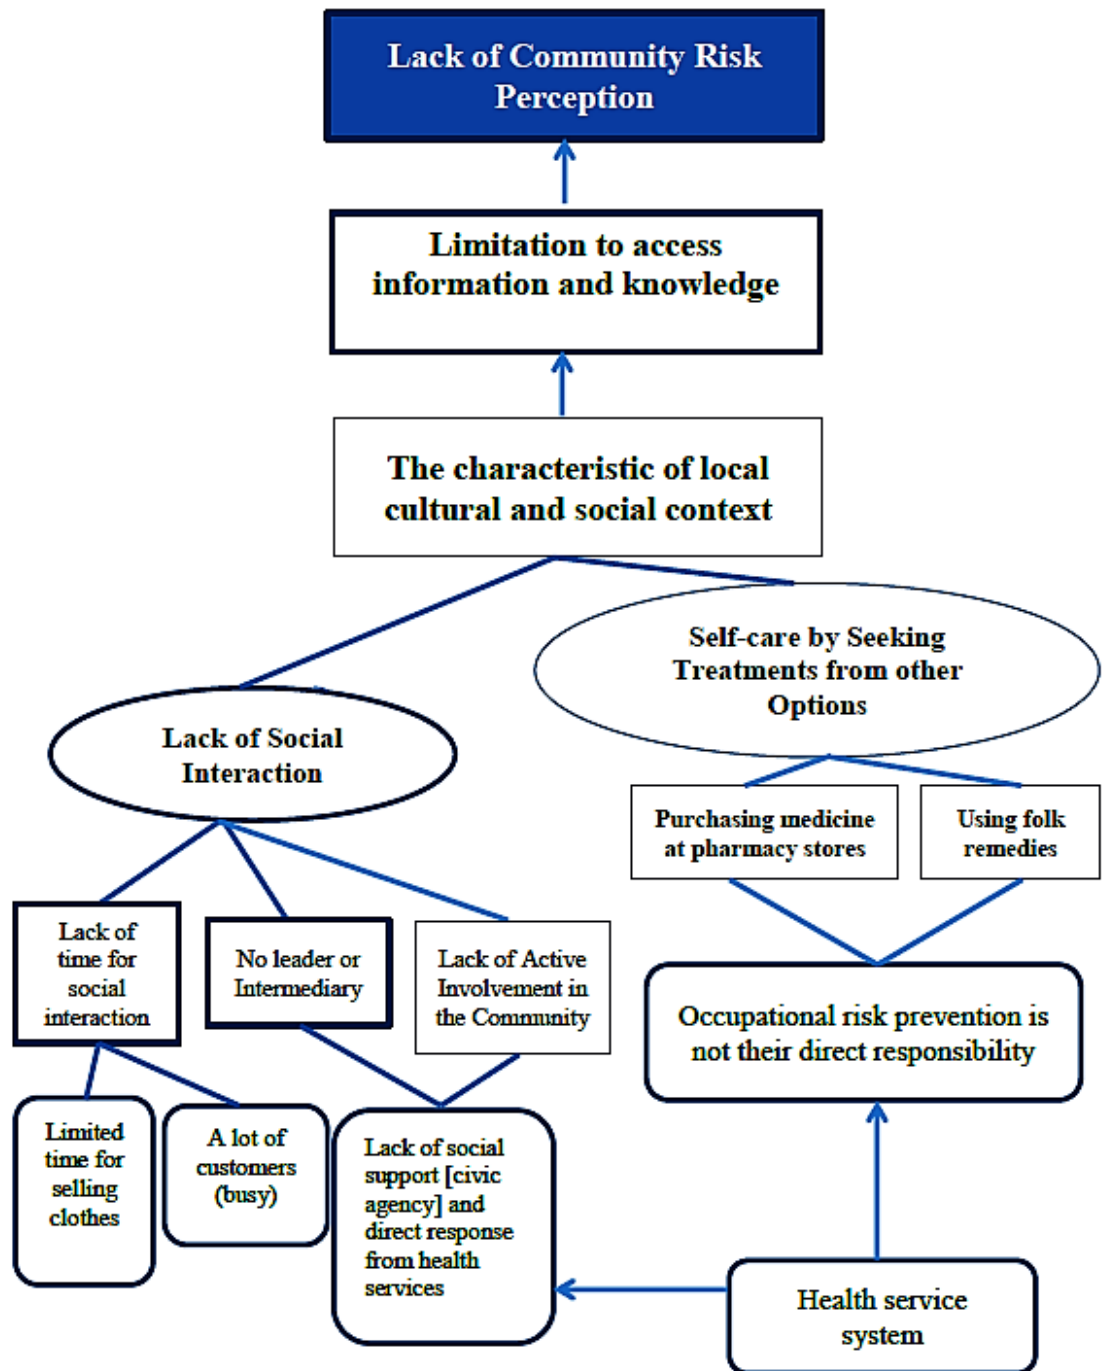 Lack of Community Risk
Perception
Limitation to access
information and knowledge
The characteristic of local
cultural and social context
Self-care by Seeking
Treatments from other
Options
Lack of Social
Interaction
Purchasing medicine
at pharmacy stores
Using folk
remedies
Lack of
time for
social
interaction
No leader or
Intermediary
Lack of Active
Involvement in
the Community
Occupational risk prevention is
not their direct responsibility
Limited
time for
selling
clothes
A lot of
customers
(busy)
Lack of social
support [civic
agency] and
direct response
from health
services
Health service
system